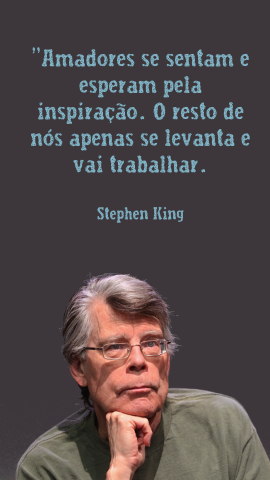 "Amadores se sentam e
esperam pela
inspiração. O resto de
nós apenas se levanta e
vai trabalhar.
Stephen King